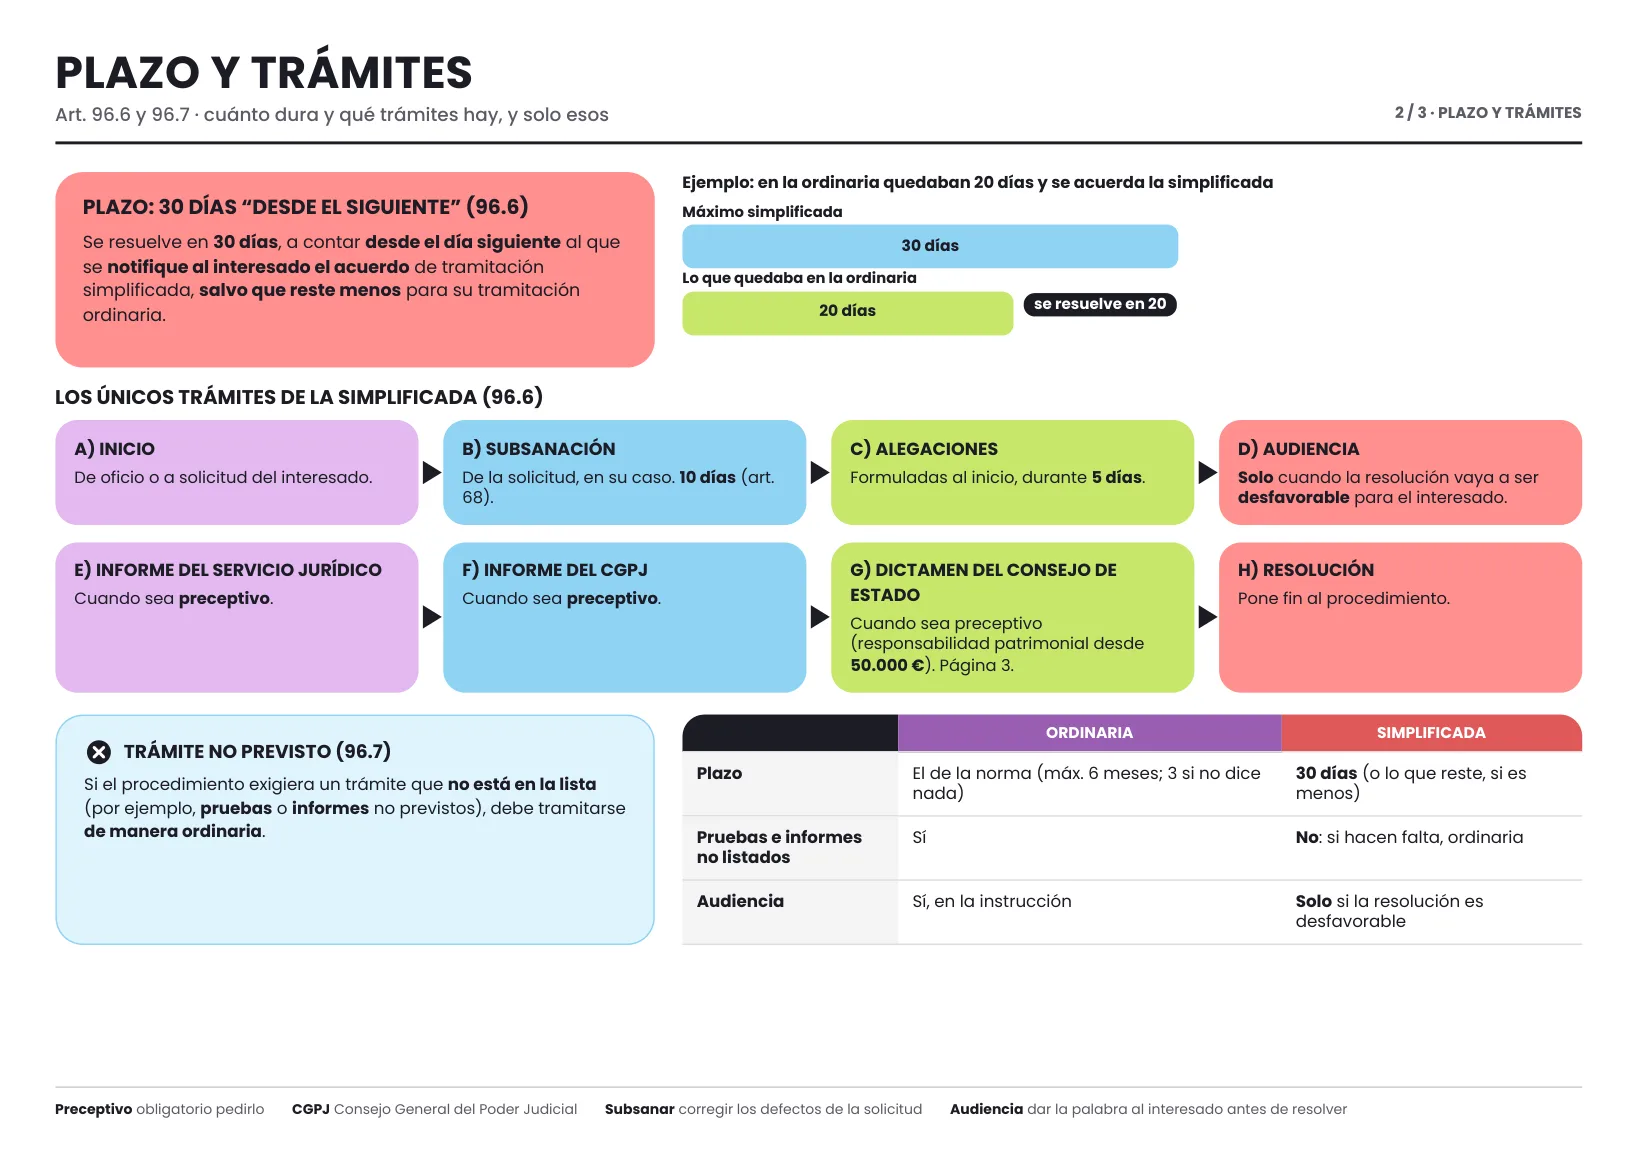 PLAZO Y TRÁMITES
Art. 96.6 y 96.7 · cuánto dura y qué trámites hay, y solo esos
2 / 3 · PLAZO Y TRÁMITES
PLAZO: 30 DÍAS “DESDE EL SIGUIENTE” (96.6)
Se resuelve en 30 días, a contar desde el día siguiente al que
se notifique al interesado el acuerdo de tramitación
simplificada, salvo que reste menos para su tramitación
ordinaria.
Ejemplo: en la ordinaria quedaban 20 días y se acuerda la simplificada
Máximo simplificada
30 días
Lo que quedaba en la ordinaria
20 días
se resuelve en 20
LOS ÚNICOS TRÁMITES DE LA SIMPLIFICADA (96.6)
A) INICIO
De oficio o a solicitud del interesado.
B) SUBSANACIÓN
De la solicitud, en su caso. 10 días (art.
68).
C) ALEGACIONES
Formuladas al inicio, durante 5 días.
D) AUDIENCIA
Solo cuando la resolución vaya a ser
desfavorable para el interesado.
E) INFORME DEL SERVICIO JURÍDICO
Cuando sea preceptivo.
F) INFORME DEL CGPJ
Cuando sea preceptivo.
G) DICTAMEN DEL CONSEJO DE
ESTADO
Cuando sea preceptivo
(responsabilidad patrimonial desde
50.000 €). Página 3.
H) RESOLUCIÓN
Pone fin al procedimiento.
TRÁMITE NO PREVISTO (96.7)
Si el procedimiento exigiera un trámite que no está en la lista
(por ejemplo, pruebas o informes no previstos), debe tramitarse
de manera ordinaria.
ORDINARIA
SIMPLIFICADA
Plazo
El de la norma (máx. 6 meses; 3 si no dice
nada)
30 días (o lo que reste, si es
menos)
Pruebas e informes
no listados
Sí
No: si hacen falta, ordinaria
Audiencia
Sí, en la instrucción
Solo si la resolución es
desfavorable
Preceptivo obligatorio pedirlo CGPJ Consejo General del Poder Judicial Subsanar corregir los defectos de la solicitud Audiencia dar la palabra al interesado antes de resolver